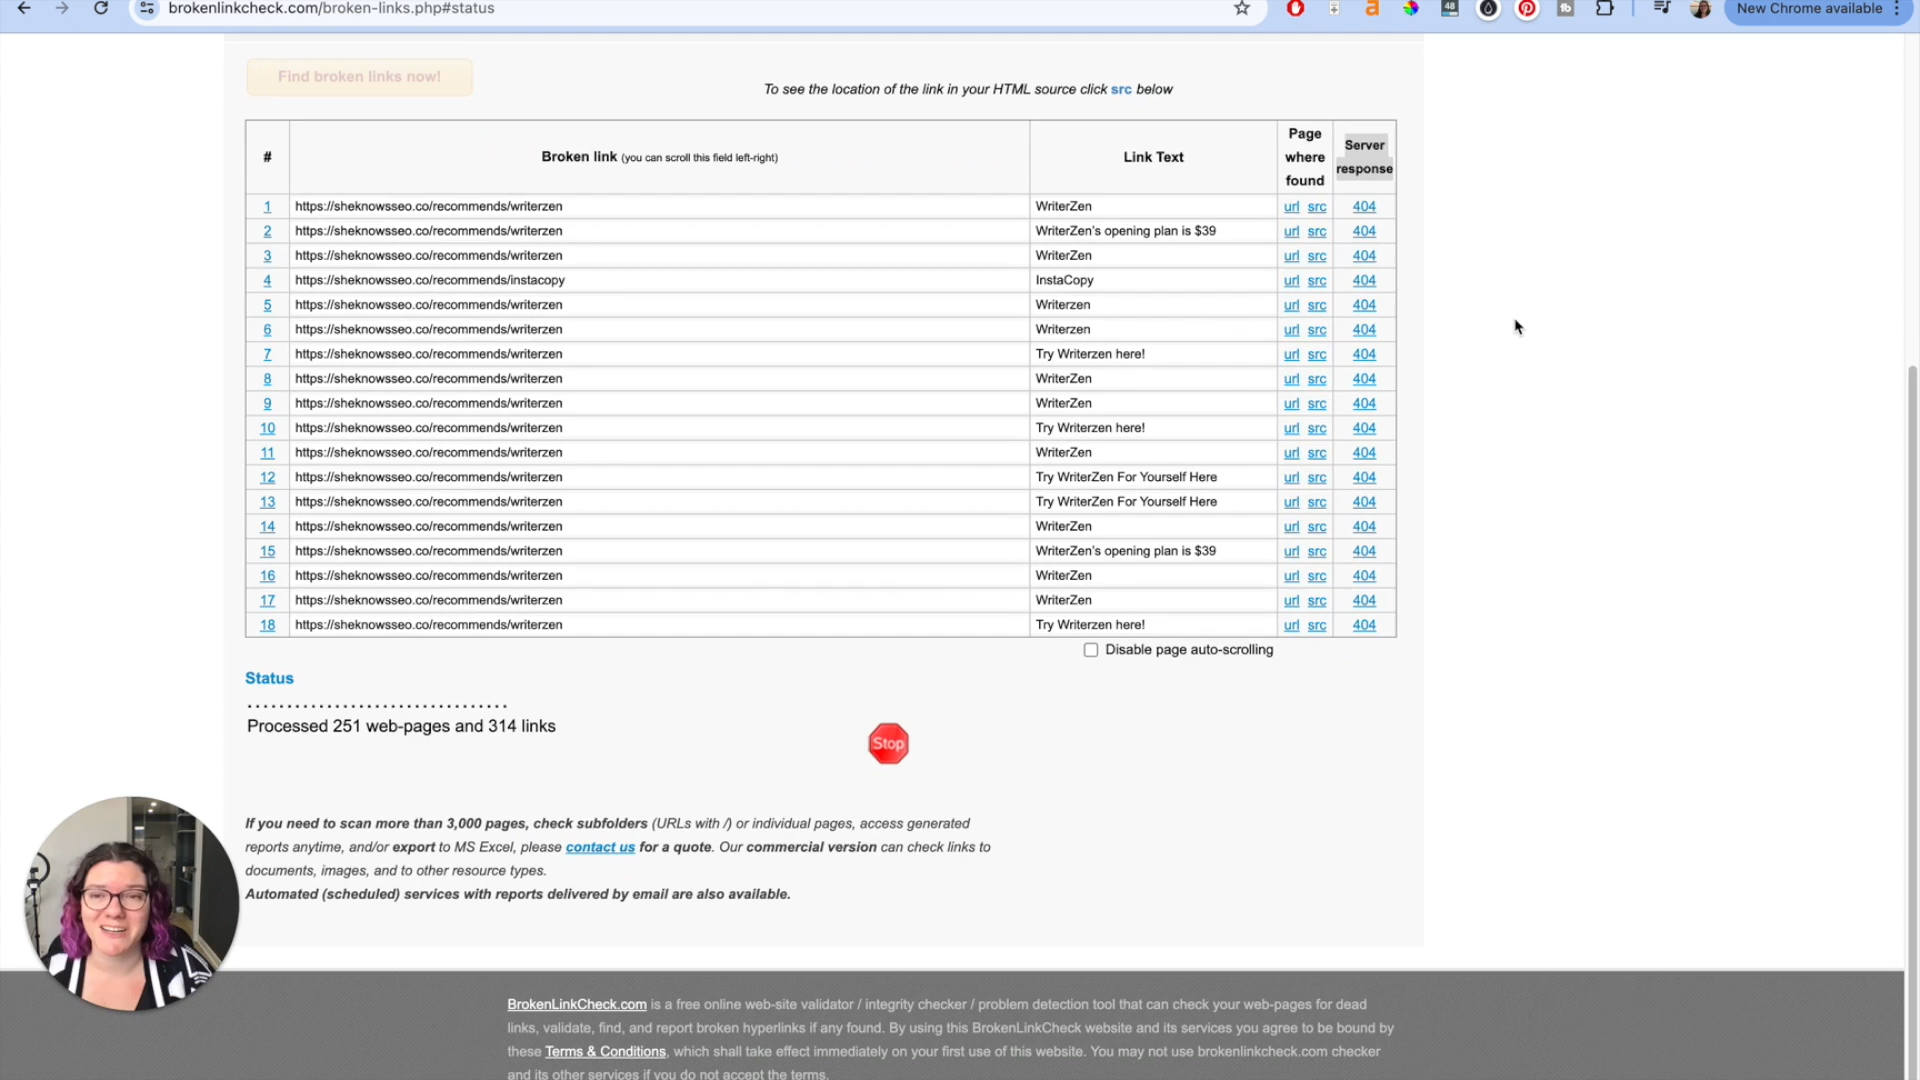 brokenlinkcheck.com/broken-links.php#status
48
New Chrome available
Find broken links now!
To see the location of the link in your HTML source click src below
# Broken link (you can scroll this field left-right) Link Text Page where found Server response
1 https://sheknowsseo.co/recommends/writerzen WriterZen url src 404
2 https://sheknowsseo.co/recommends/writerzen WriterZen's opening plan is $39 url src 404
3 https://sheknowsseo.co/recommends/writerzen WriterZen url src 404
4 https://sheknowsseo.co/recommends/instacopy InstaCopy url src 404
5 https://sheknowsseo.co/recommends/writerzen Writerzen url src 404
6 https://sheknowsseo.co/recommends/writerzen Writerzen url src 404
7 https://sheknowsseo.co/recommends/writerzen Try Writerzen here! url src 404
8 https://sheknowsseo.co/recommends/writerzen WriterZen url src 404
9 https://sheknowsseo.co/recommends/writerzen WriterZen url src 404
10 https://sheknowsseo.co/recommends/writerzen Try Writerzen here! url src 404
11 https://sheknowsseo.co/recommends/writerzen WriterZen url src 404
12 https://sheknowsseo.co/recommends/writerzen Try WriterZen For Yourself Here url src 404
13 https://sheknowsseo.co/recommends/writerzen Try WriterZen For Yourself Here url src 404
14 https://sheknowsseo.co/recommends/writerzen WriterZen url src 404
15 https://sheknowsseo.co/recommends/writerzen WriterZen's opening plan is $39 url src 404
16 https://sheknowsseo.co/recommends/writerzen WriterZen url src 404
17 https://sheknowsseo.co/recommends/writerzen WriterZen url src 404
18 https://sheknowsseo.co/recommends/writerzen Try Writerzen here! url src 404
Disable page auto-scrolling
Status
.................................
Processed 251 web-pages and 314 links
Stop
If you need to scan more than 3,000 pages, check subfolders (URLs with /) or individual pages, access generated
reports anytime, and/or export to MS Excel, please contact us for a quote. Our commercial version can check links to
documents, images, and to other resource types.
Automated (scheduled) services with reports delivered by email are also available.
BrokenLinkCheck.com is a free online web-site validator / integrity checker / problem detection tool that can check your web-pages for dead
links, validate, find, and report broken hyperlinks if any found. By using this BrokenLinkCheck website and its services you agree to be bound by
these Terms & Conditions, which shall take effect immediately on your first use of this website. You may not use brokenlinkcheck.com checker
and its other services if you do not accept the terms.